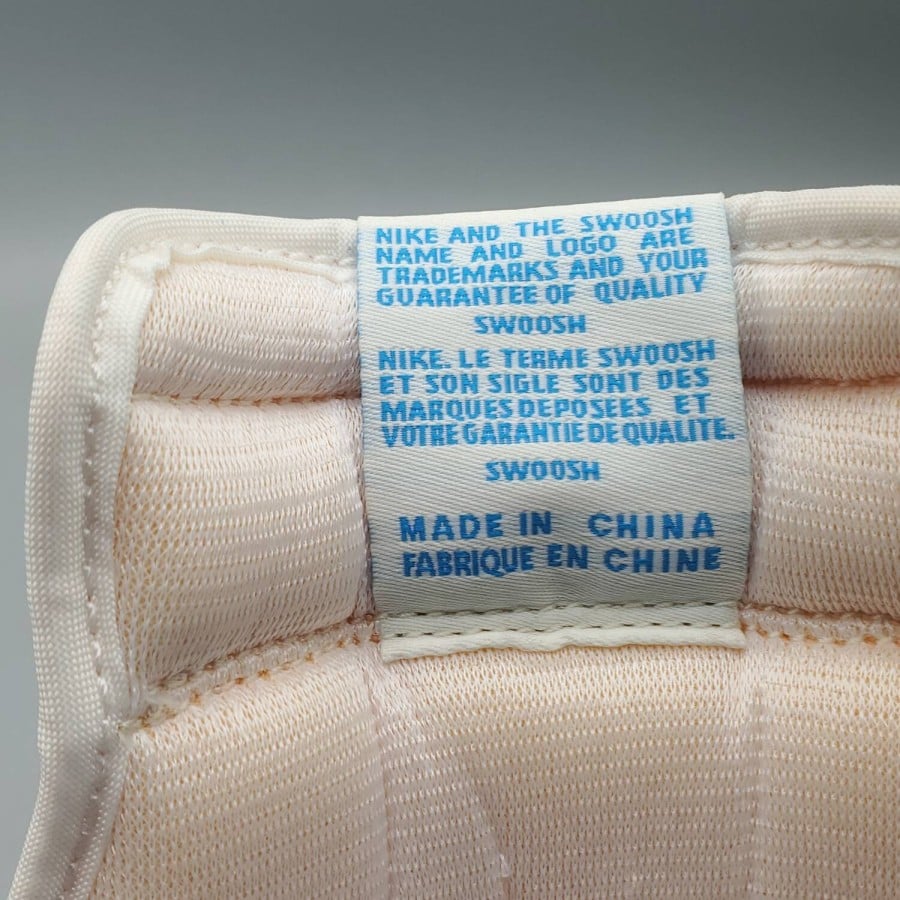 NIKE AND THE SWOOSH
NAME AND LOGO ARE
TRADEMARKS AND YOUR
GUARANTEE OF QUALITY
SWOOSH
NIKE. LE TERME SWOOSH
ET SON SIGLE SONT DES
MARQUES DEPOSEES ET
VOTRE GARANTIE DE QUALITE.
SWOOSH
MADE IN CHINA
FABRIQUE EN CHINE